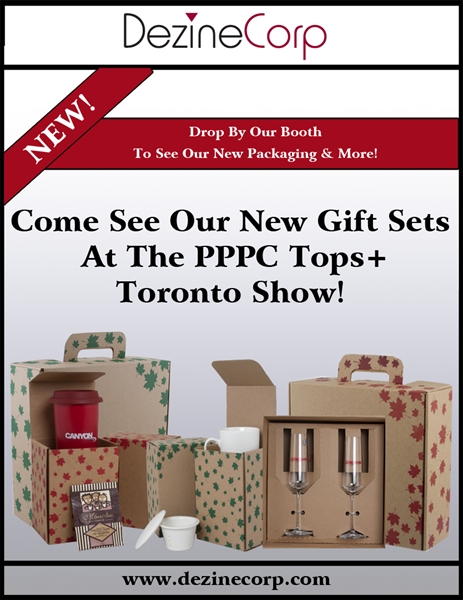 DezineCorp
NEW!
Drop By Our Booth
To See Our New Packaging & More!
Come See Our New Gift Sets
At The PPPC Tops+
Toronto Show!
CANYON
www.dezinecorp.com